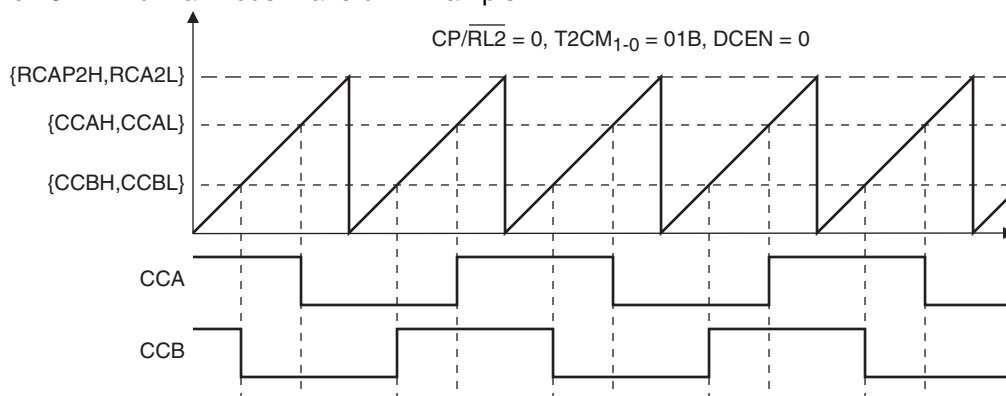 CP/RL2 = 0, T2CM1-0 = 01B, DCEN = 0
{RCAP2H,RCA2L}
{CCAH,CCAL}
{CCBH,CCBL}
CCA
CCB